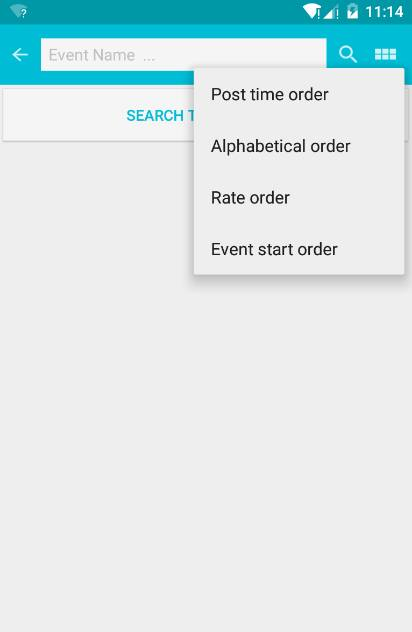 11:14
Event Name ...
SEARCH
Post time order
Alphabetical order
Rate order
Event start order